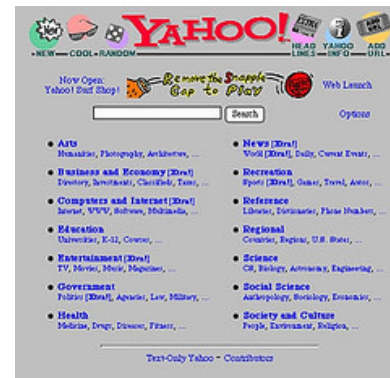 New
YAHOO!
EXTRA
i
ADD URL
NEW COOL RANDOM
HEAD LINES YAHOO INFO ADD URL
Now Open: Yahoo! Surf Shop!
Remove the Snapple Cap to Play
Web Launch
Search Options
Arts
Humanities, Photography, Architecture, ...
Business and Economy [Xtra!]
Directory, Investments, Classifieds, Taxes, ...
Computers and Internet [Xtra!]
Internet, WWW, Software, Multimedia, ...
Education
Universities, K-12, Courses, ...
Entertainment [Xtra!]
TV, Movies, Music, Magazines, ...
Government
Politics [Xtra!], Agencies, Law, Military, ...
Health
Medicine, Drugs, Diseases, Fitness, ...
News [Xtra!]
World [Xtra!], Daily, Current Events, ...
Recreation
Sports [Xtra!], Games, Travel, Autos, ...
Reference
Libraries, Dictionaries, Phone Numbers, ...
Regional
Countries, Regions, U.S. States, ...
Science
CS, Biology, Astronomy, Engineering, ...
Social Science
Anthropology, Sociology, Economics, ...
Society and Culture
People, Environment, Religion, ...
Text-Only Yahoo - Contributors